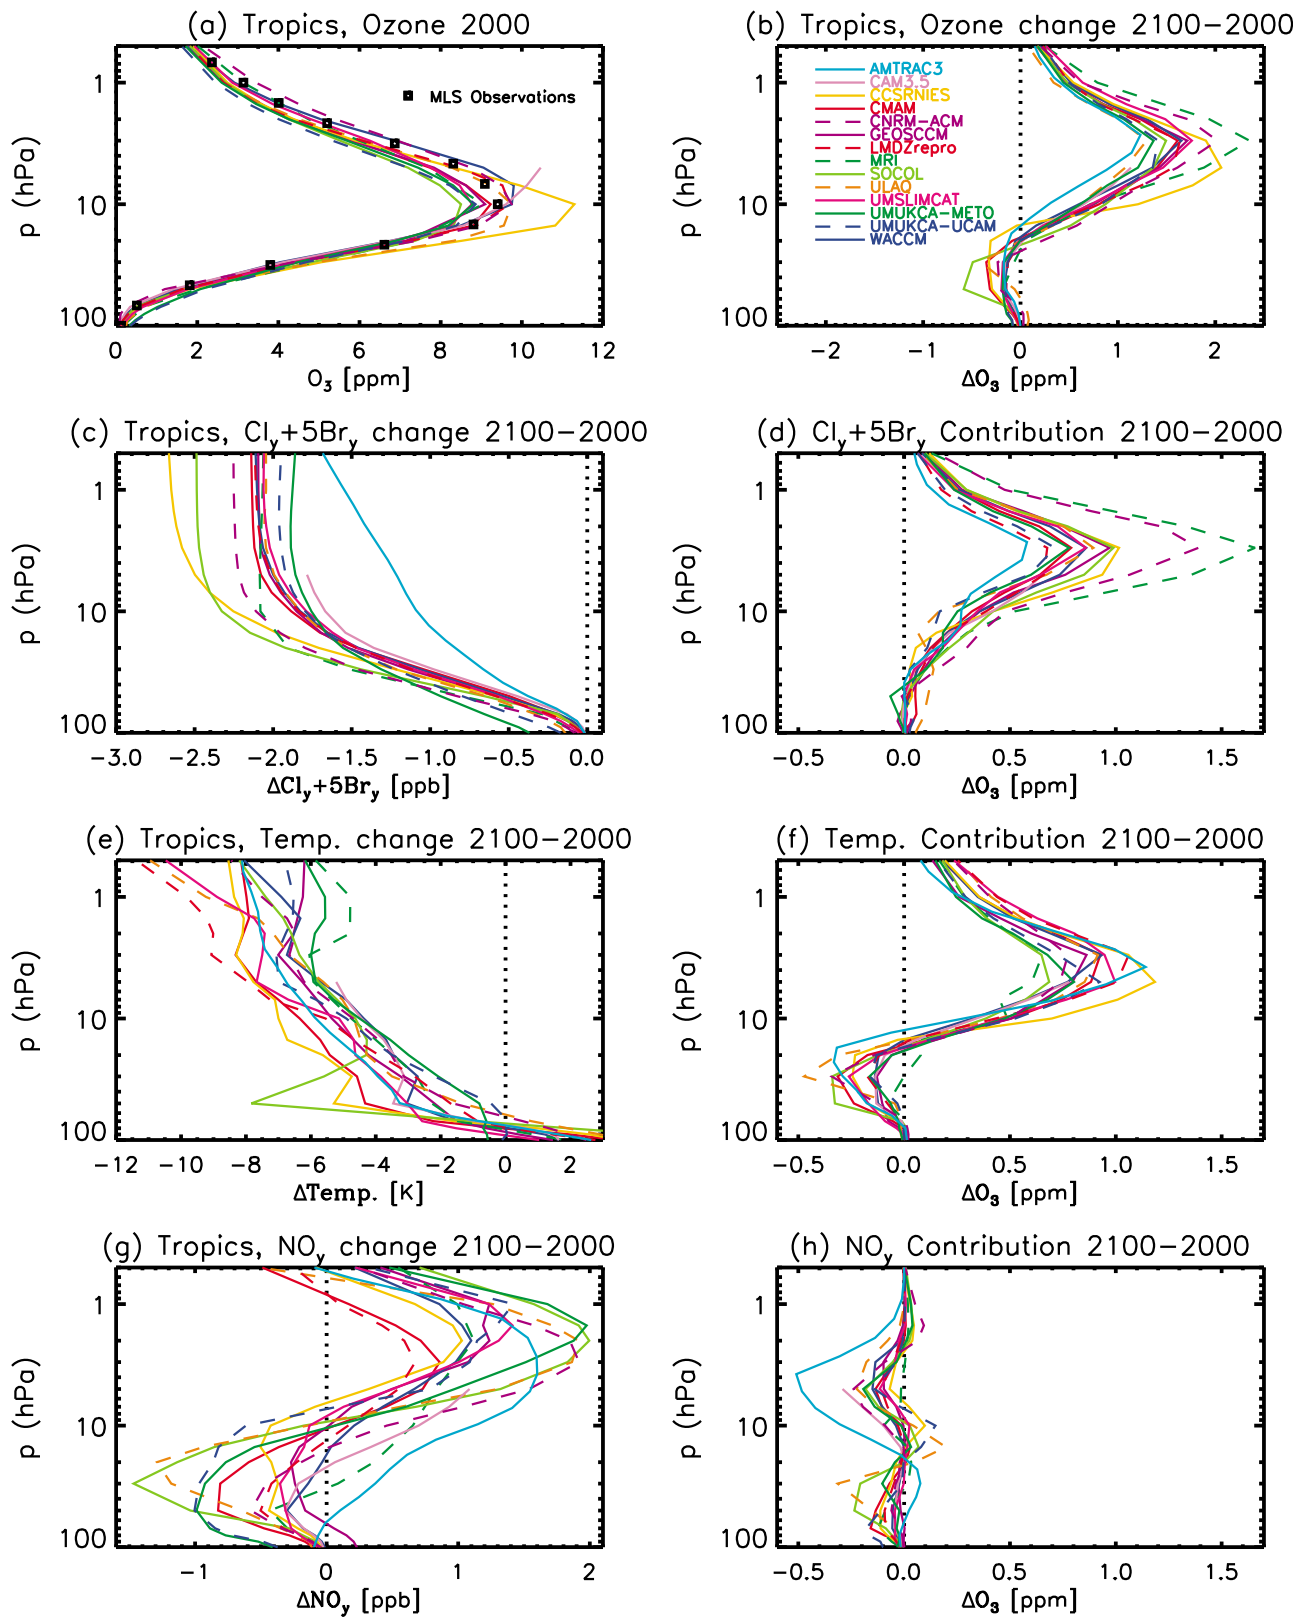 (a) Tropics, Ozone 2000
1
10
100
p (hPa)
MLS Observations
0 2 4 6 8 10 12
O3 [ppm]
(b) Tropics, Ozone change 2100−2000
1
10
100
p (hPa)
AMTRAC3
CAM3.5
CCSRNIES
CMAM
CNRM−ACM
GEOSCCM
LMDZrepro
MRI
SOCOL
ULAQ
UMSLIMCAT
UMUKCA−METO
UMUKCA−UCAM
WACCM
−2 −1 0 1 2
ΔO3 [ppm]
(c) Tropics, Cly+5Bry change 2100−2000
1
10
100
p (hPa)
−3.0 −2.5 −2.0 −1.5 −1.0 −0.5 0.0
ΔCly+5Bry [ppb]
(d) Cly+5Bry Contribution 2100−2000
1
10
100
p (hPa)
−0.5 0.0 0.5 1.0 1.5
ΔO3 [ppm]
(e) Tropics, Temp. change 2100−2000
1
10
100
p (hPa)
−12 −10 −8 −6 −4 −2 0 2
ΔTemp. [K]
(f) Temp. Contribution 2100−2000
1
10
100
p (hPa)
−0.5 0.0 0.5 1.0 1.5
ΔO3 [ppm]
(g) Tropics, NOy change 2100−2000
1
10
100
p (hPa)
−1 0 1 2
ΔNOy [ppb]
(h) NOy Contribution 2100−2000
1
10
100
p (hPa)
−0.5 0.0 0.5 1.0 1.5
ΔO3 [ppm]